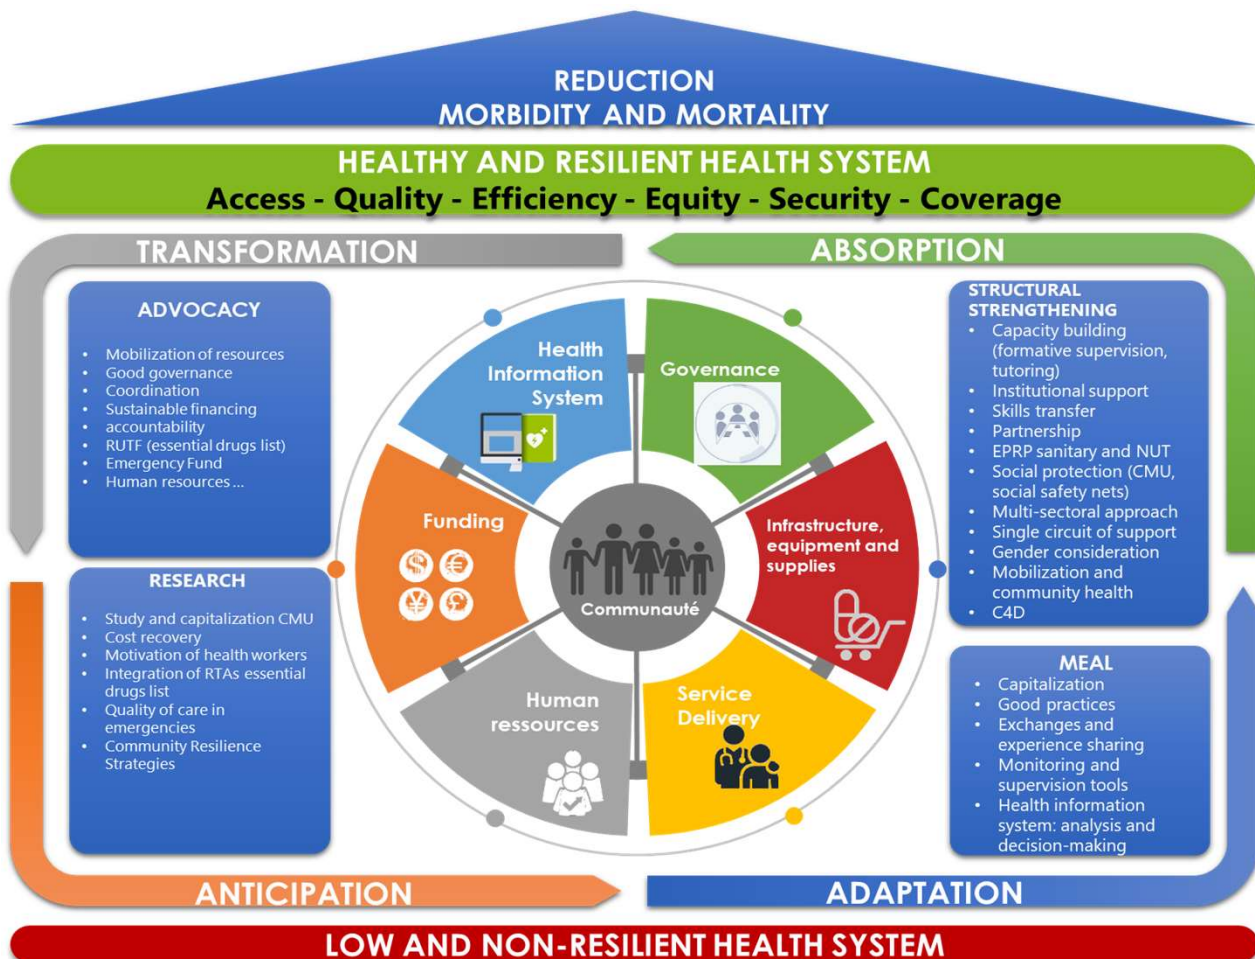 REDUCTION
MORBIDITY AND MORTALITY
HEALTHY AND RESILIENT HEALTH SYSTEM
Access - Quality - Efficiency - Equity - Security - Coverage
TRANSFORMATION
ABSORPTION
ADVOCACY
• Mobilization of resources
• Good governance
• Coordination
• Sustainable financing
• accountability
• RUTF (essential drugs list)
• Emergency Fund
• Human resources ...
RESEARCH
• Study and capitalization CMU
• Cost recovery
• Motivation of health workers
• Integration of RTAs essential
drugs list
• Quality of care in
emergencies
• Community Resilience
Strategies
Health
Information
System
Governance
Funding
Infrastructure,
equipment and
supplies
Communauté
Human
ressources
Service
Delivery
STRUCTURAL
STRENGTHENING
• Capacity building
(formative supervision,
tutoring)
• Institutional support
• Skills transfer
• Partnership
• EPRP sanitary and NUT
• Social protection (CMU,
social safety nets)
• Multi-sectoral approach
• Single circuit of support
• Gender consideration
• Mobilization and
community health
• C4D
MEAL
• Capitalization
• Good practices
• Exchanges and
experience sharing
• Monitoring and
supervision tools
• Health information
system: analysis and
decision-making
ANTICIPATION
ADAPTATION
LOW AND NON-RESILIENT HEALTH SYSTEM